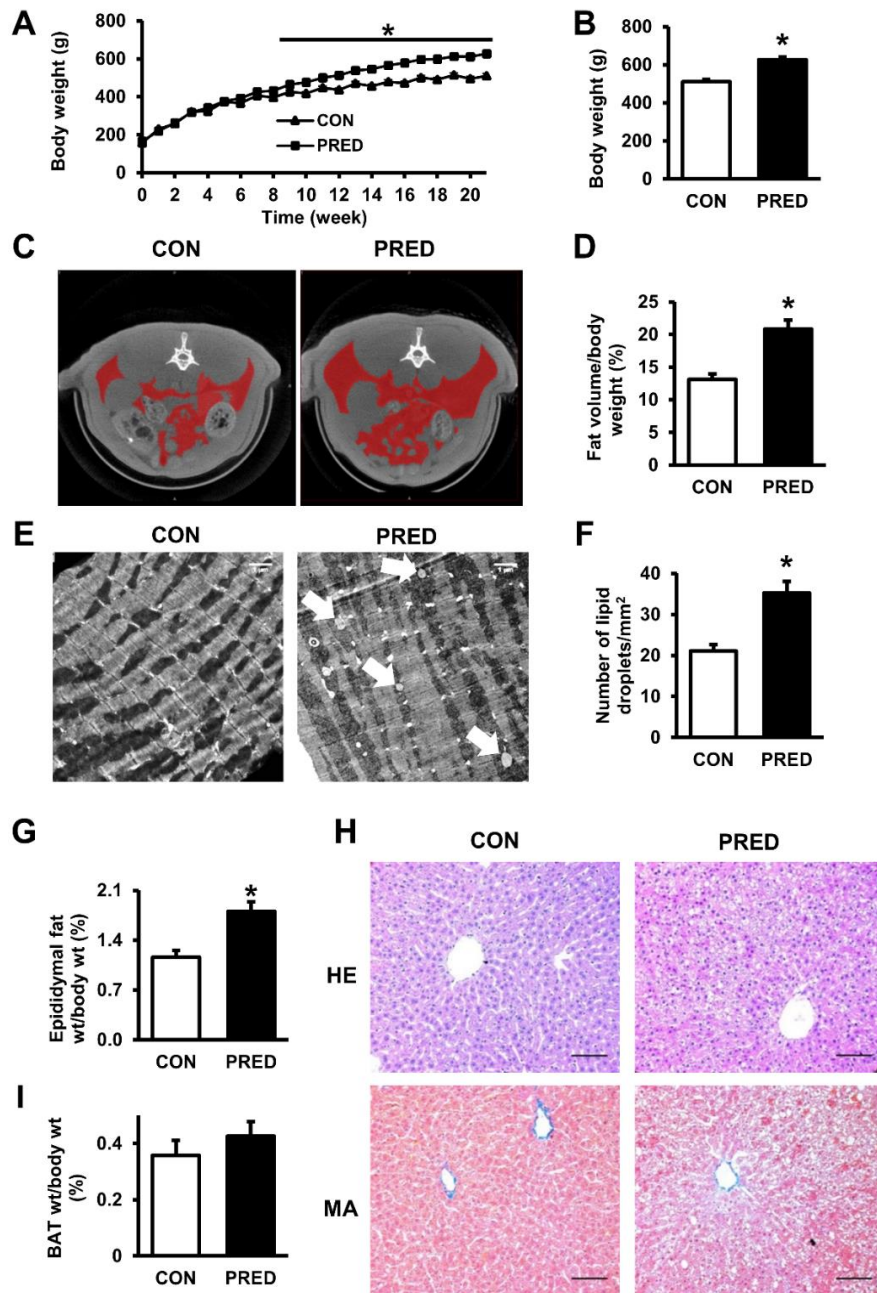 A
B
800
600
400
200
0
Body weight (g)
*
CON
PRED
0 2 4 6 8 10 12 14 16 18 20
Time (week)
800
600
400
200
0
Body weight (g)
*
CON PRED
C
CON PRED
D
25
20
15
10
5
0
Fat volume/body
weight (%)
*
CON PRED
E
CON PRED
1 µm
1 µm
F
40
30
20
10
0
Number of lipid
droplets/mm²
*
CON PRED
G
2.1
1.4
0.7
0.0
Epididymal fat
wt/body wt (%)
*
CON PRED
H
CON PRED
HE
MA
I
0.4
0.2
0
BAT wt/body wt
(%)
CON PRED